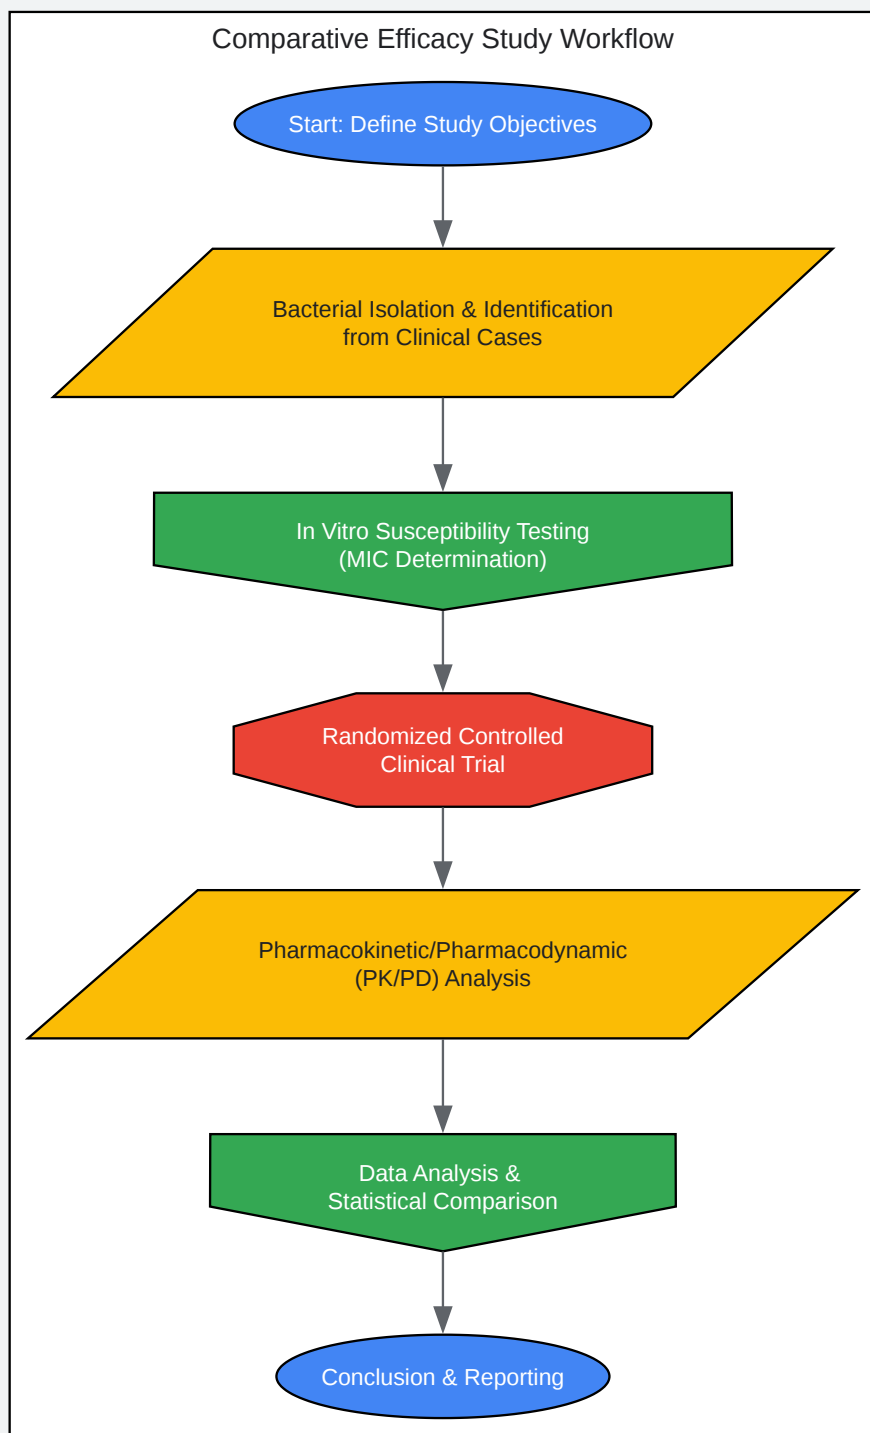 Comparative Efficacy Study Workflow
Start: Define Study Objectives
Bacterial Isolation & Identification
from Clinical Cases
In Vitro Susceptibility Testing
(MIC Determination)
Randomized Controlled
Clinical Trial
Pharmacokinetic/Pharmacodynamic
(PK/PD) Analysis
Data Analysis &
Statistical Comparison
Conclusion & Reporting